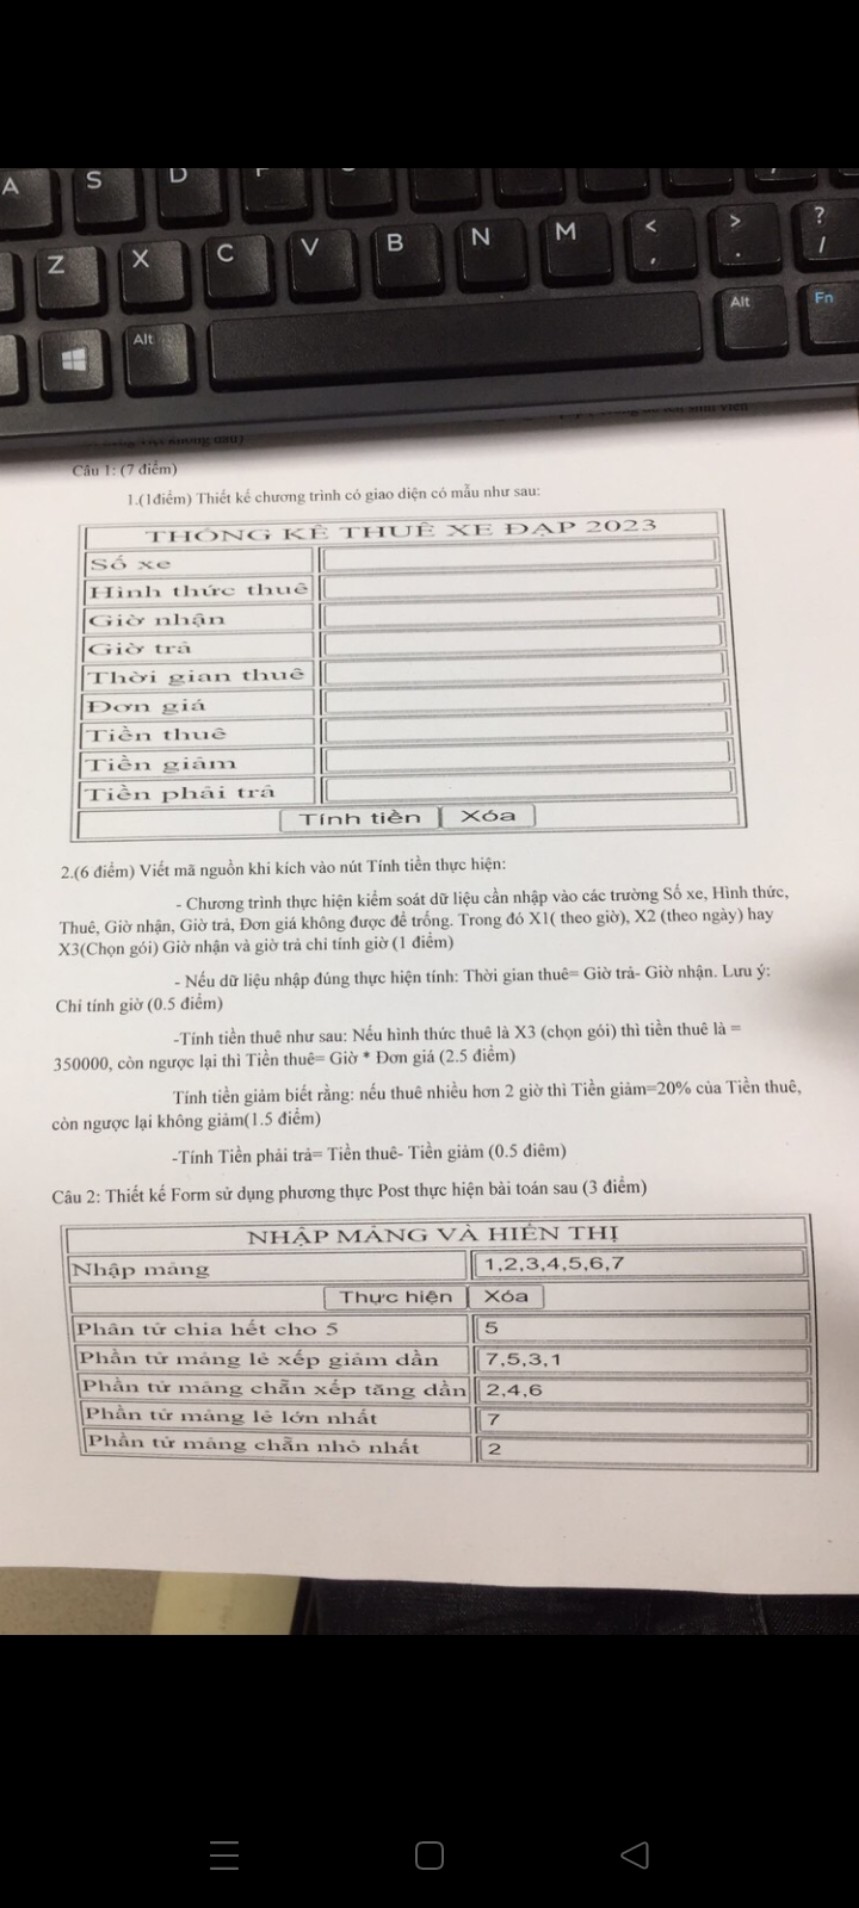 A S D
Z X C V B N M < , > . ? /
Alt Alt Fn
Câu 1: (7 điểm)
1.(1điểm) Thiết kế chương trình có giao diện có mẫu như sau:
THỐNG KÊ THUÊ XE ĐẠP 2023
Số xe
Hình thức thuê
Giờ nhận
Giờ trả
Thời gian thuê
Đơn giá
Tiền thuê
Tiền giảm
Tiền phải trả
Tính tiền Xóa
2.(6 điểm) Viết mã nguồn khi kích vào nút Tính tiền thực hiện:
- Chương trình thực hiện kiểm soát dữ liệu cần nhập vào các trường Số xe, Hình thức,
Thuê, Giờ nhận, Giờ trả, Đơn giá không được để trống. Trong đó X1( theo giờ), X2 (theo ngày) hay
X3(Chọn gói) Giờ nhận và giờ trả chỉ tính giờ (1 điểm)
- Nếu dữ liệu nhập đúng thực hiện tính: Thời gian thuê= Giờ trả- Giờ nhận. Lưu ý:
Chỉ tính giờ (0.5 điểm)
-Tính tiền thuê như sau: Nếu hình thức thuê là X3 (chọn gói) thì tiền thuê là =
350000, còn ngược lại thì Tiền thuê= Giờ * Đơn giá (2.5 điểm)
Tính tiền giảm biết rằng: nếu thuê nhiều hơn 2 giờ thì Tiền giảm=20% của Tiền thuê,
còn ngược lại không giảm(1.5 điểm)
-Tính Tiền phải trả= Tiền thuê- Tiền giảm (0.5 điêm)
Câu 2: Thiết kế Form sử dụng phương thực Post thực hiện bài toán sau (3 điểm)
NHẬP MẢNG VÀ HIỂN THỊ
Nhập mảng 1,2,3,4,5,6,7
Thực hiện Xóa
Phân tử chia hết cho 5 5
Phần tử mảng lẻ xếp giảm dần 7,5,3,1
Phần tử mảng chẵn xếp tăng dần 2,4,6
Phần tử mảng lẻ lớn nhất 7
Phần tử mảng chẵn nhỏ nhất 2